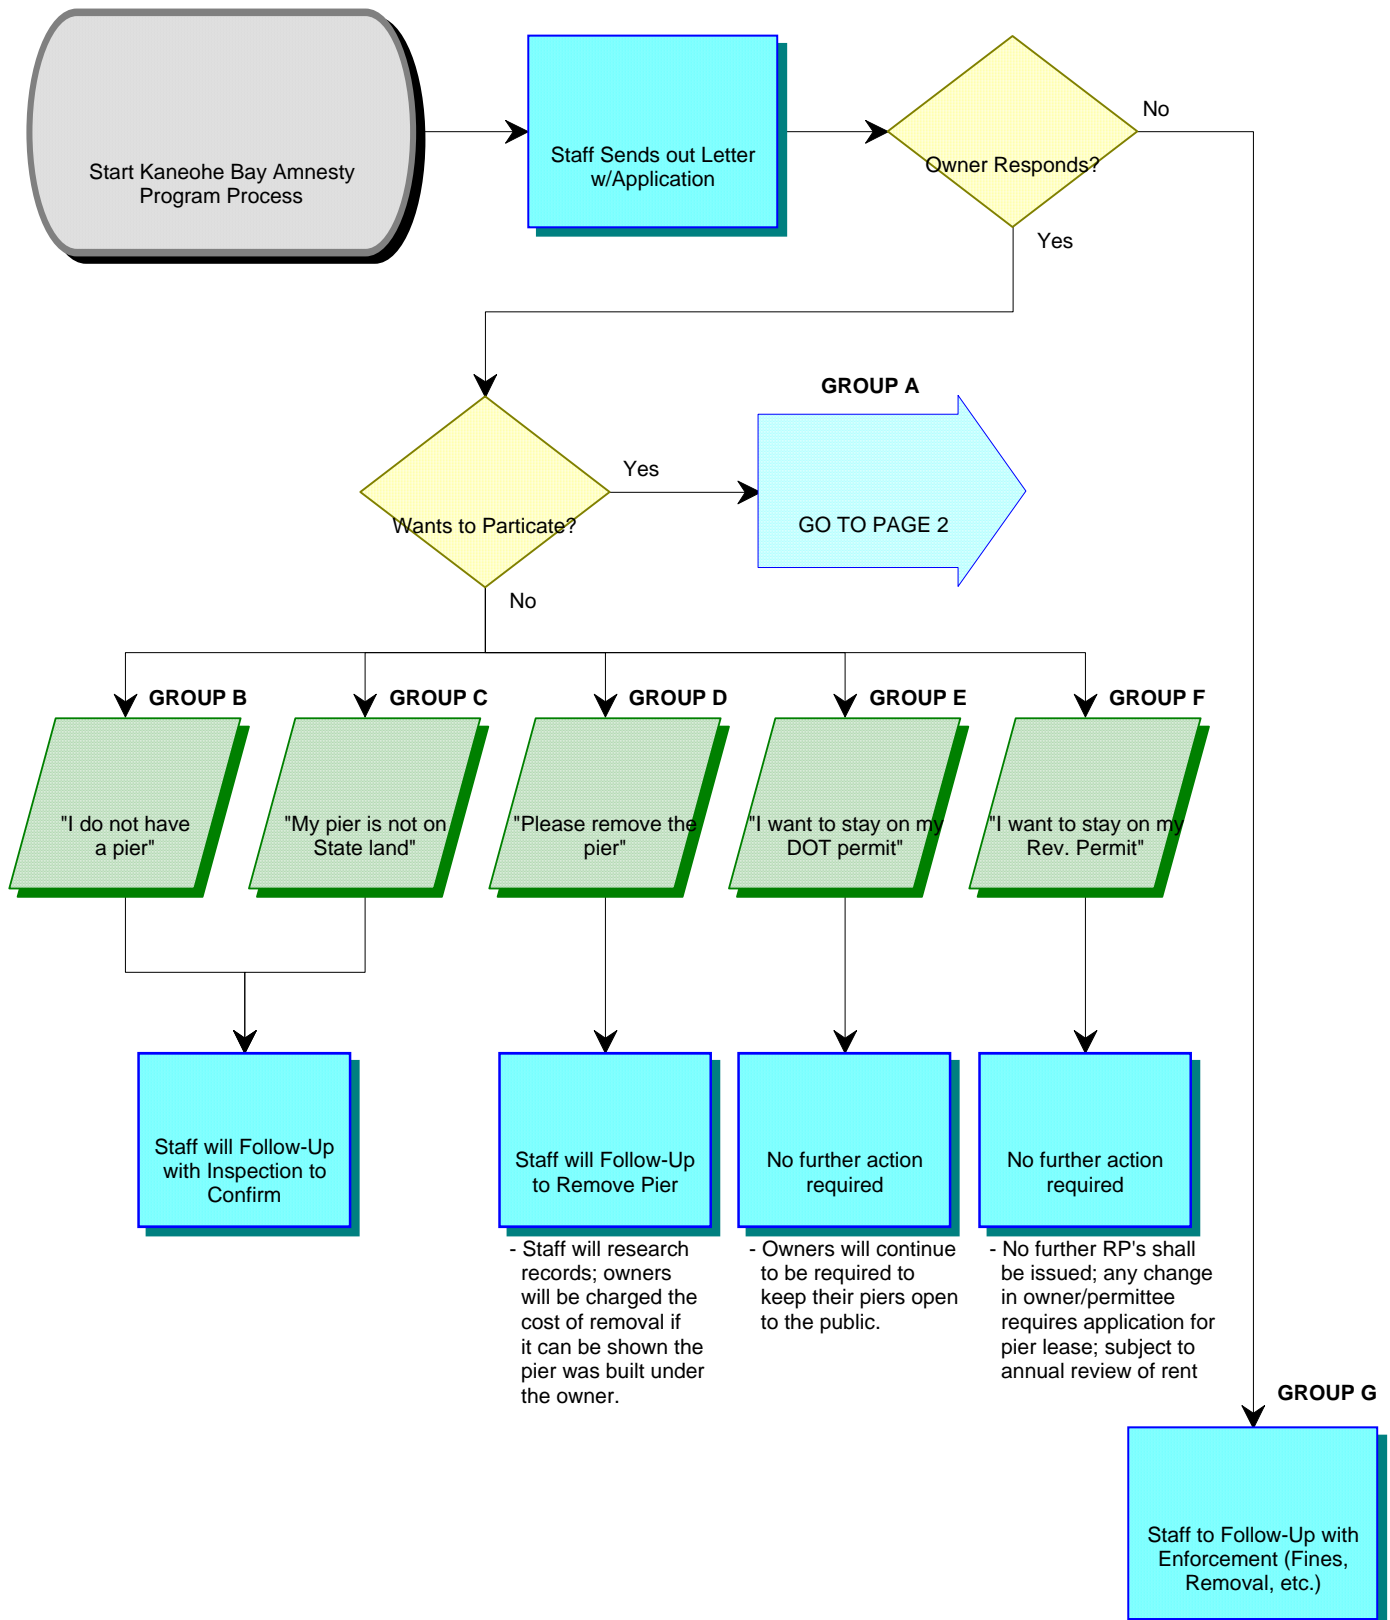 Start Kaneohe Bay Amnesty
Program Process
Staff Sends out Letter
w/Application
Owner Responds?
No
Yes
Wants to Particate?
Yes
GROUP A
GO TO PAGE 2
No
GROUP B
"I do not have
a pier"
GROUP C
"My pier is not on
State land"
GROUP D
"Please remove the
pier"
GROUP E
"I want to stay on my
DOT permit"
GROUP F
"I want to stay on my
Rev. Permit"
Staff will Follow-Up
with Inspection to
Confirm
Staff will Follow-Up
to Remove Pier
- Staff will research
records; owners
will be charged the
cost of removal if
it can be shown the
pier was built under
the owner.
No further action
required
- Owners will continue
to be required to
keep their piers open
to the public.
No further action
required
- No further RP's shall
be issued; any change
in owner/permittee
requires application for
pier lease; subject to
annual review of rent
GROUP G
Staff to Follow-Up with
Enforcement (Fines,
Removal, etc.)